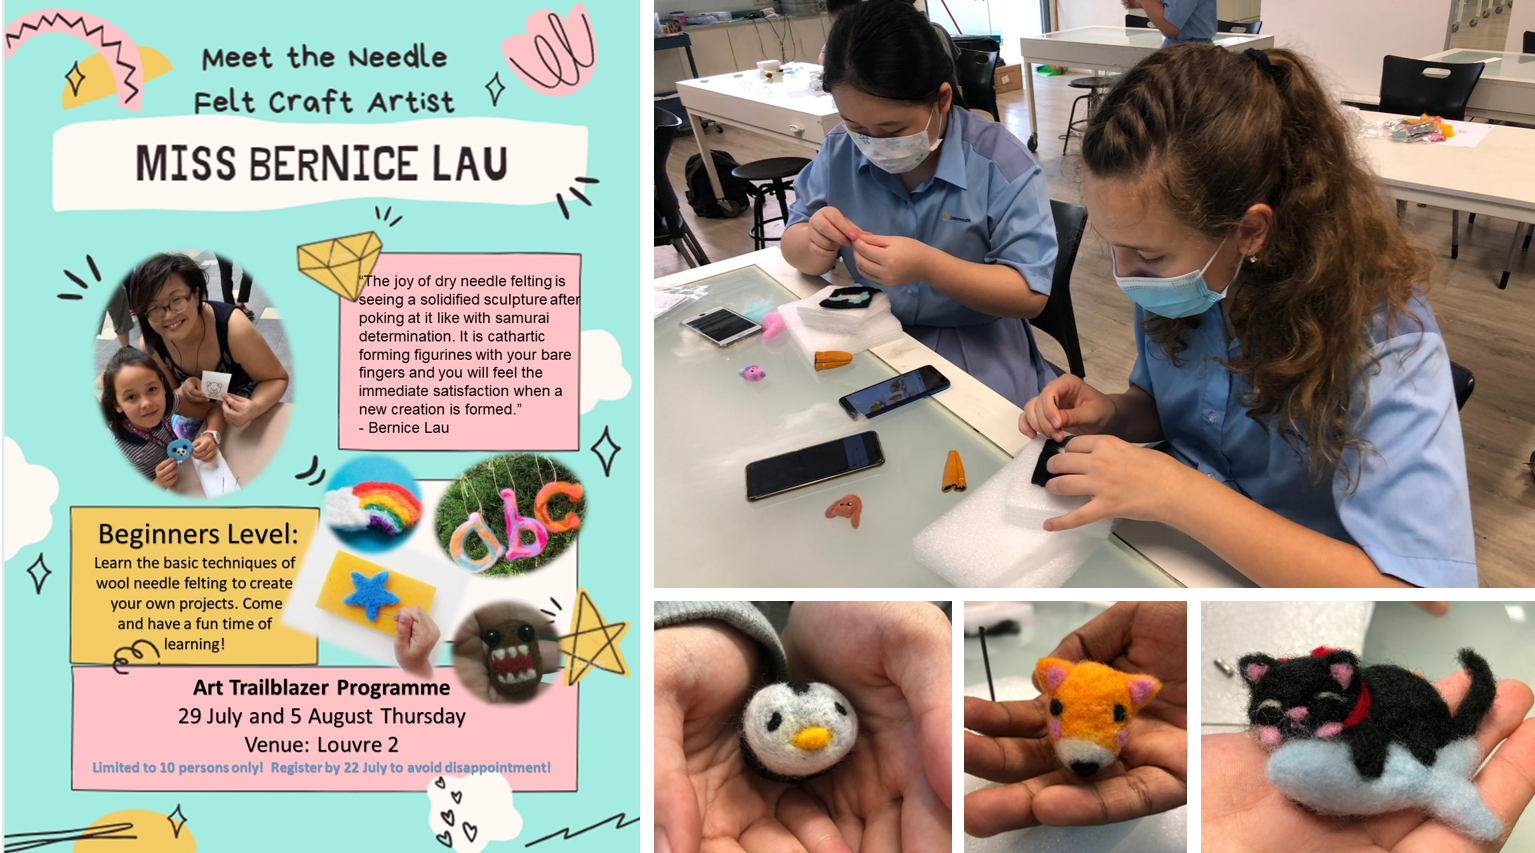 Meet the Needle
Felt Craft Artist
MISS BERNICE LAU
“The joy of dry needle felting is
seeing a solidified sculpture after
poking at it like with samurai
determination. It is cathartic
forming figurines with your bare
fingers and you will feel the
immediate satisfaction when a
new creation is formed.”
- Bernice Lau
abc
Beginners Level:
Learn the basic techniques of
wool needle felting to create
your own projects. Come
and have a fun time of
learning!
Art Trailblazer Programme
29 July and 5 August Thursday
Venue: Louvre 2
Limited to 10 persons only! Register by 22 July to avoid disappointment!